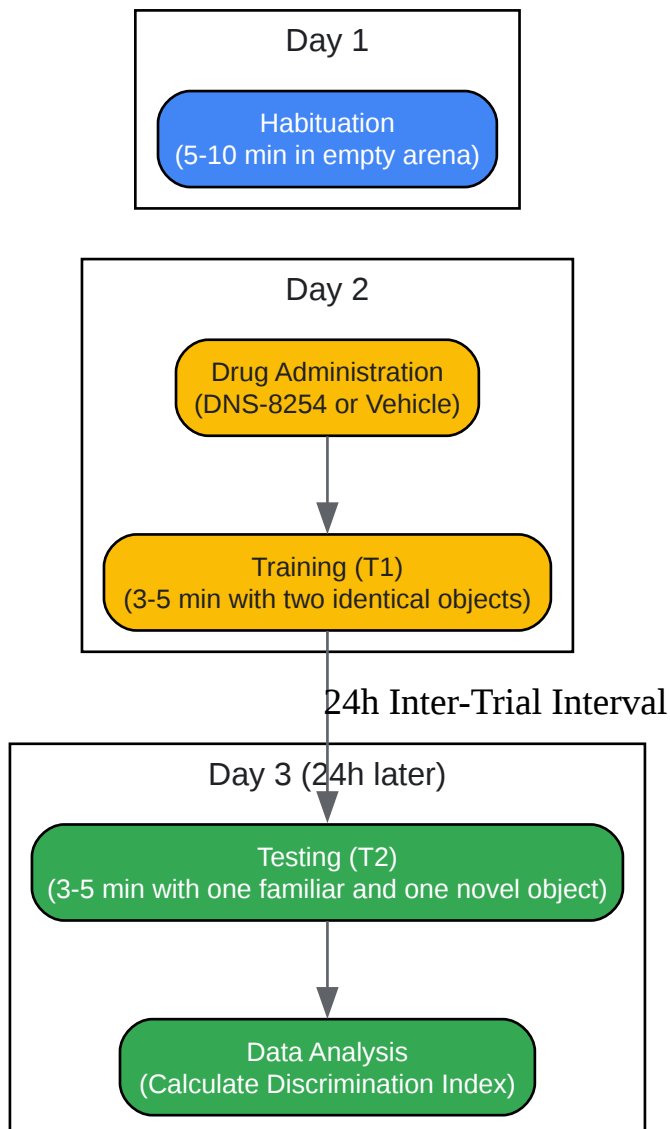 Day 1
Habituation
(5-10 min in empty arena)
Day 2
Drug Administration
(DNS-8254 or Vehicle)
Training (T1)
(3-5 min with two identical objects)
24h Inter-Trial Interval
Day 3 (24h later)
Testing (T2)
(3-5 min with one familiar and one novel object)
Data Analysis
(Calculate Discrimination Index)